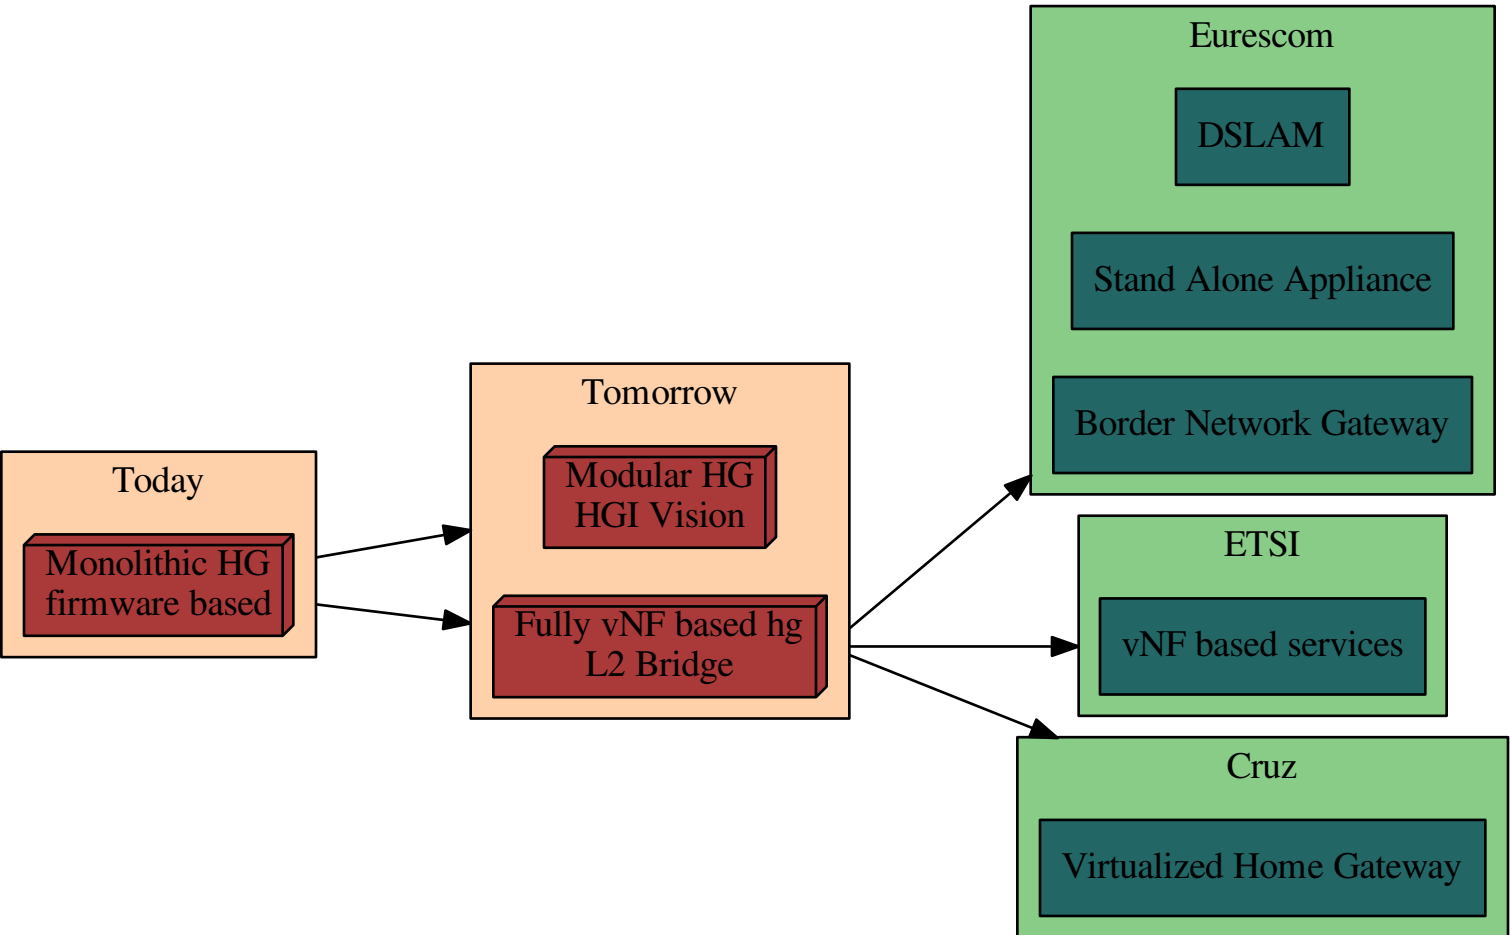 Today
Monolithic HG
firmware based
Tomorrow
Modular HG
HGI Vision
Fully vNF based hg
L2 Bridge
Eurescom
DSLAM
Stand Alone Appliance
Border Network Gateway
ETSI
vNF based services
Cruz
Virtualized Home Gateway